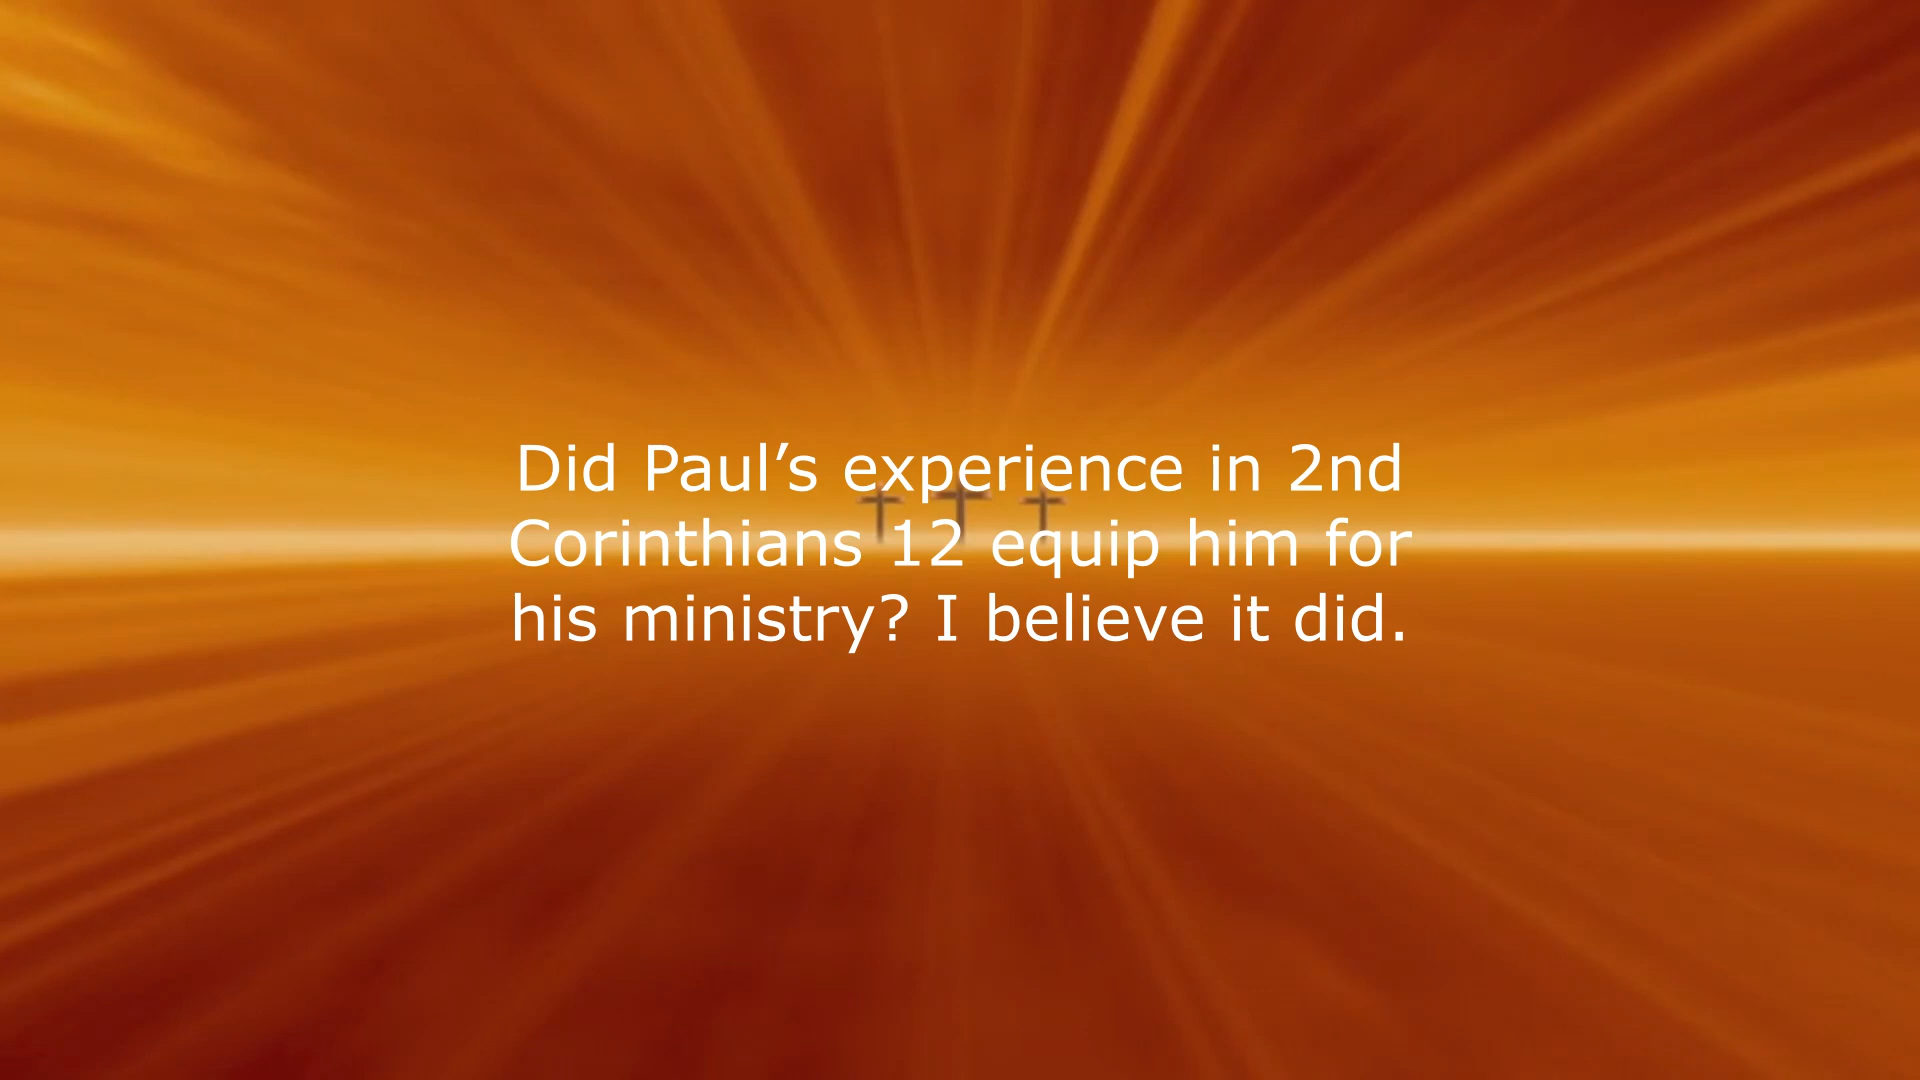 Did Paul’s experience in 2nd
Corinthians 12 equip him for
his ministry? I believe it did.